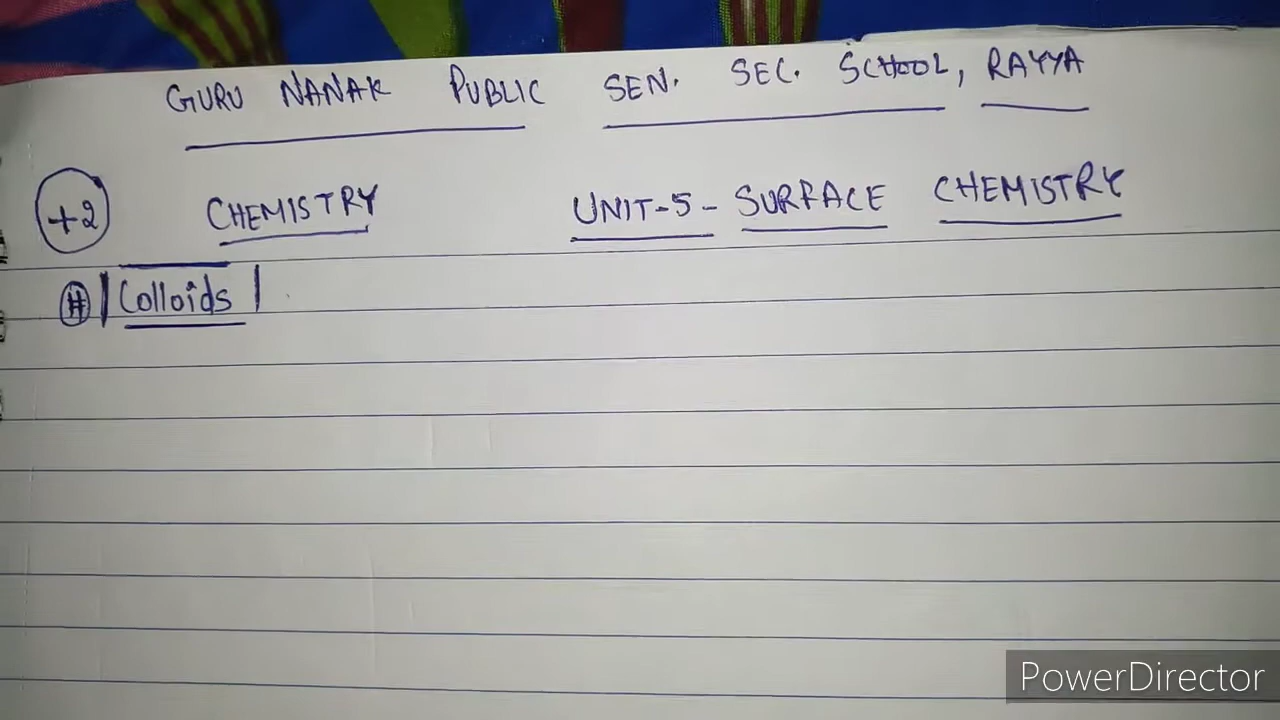 GURU NANAK PUBLIC SEN. SEC. SCHOOL, RAYYA
+2 CHEMISTRY UNIT-5- SURFACE CHEMISTRY
# Colloids
PowerDirector